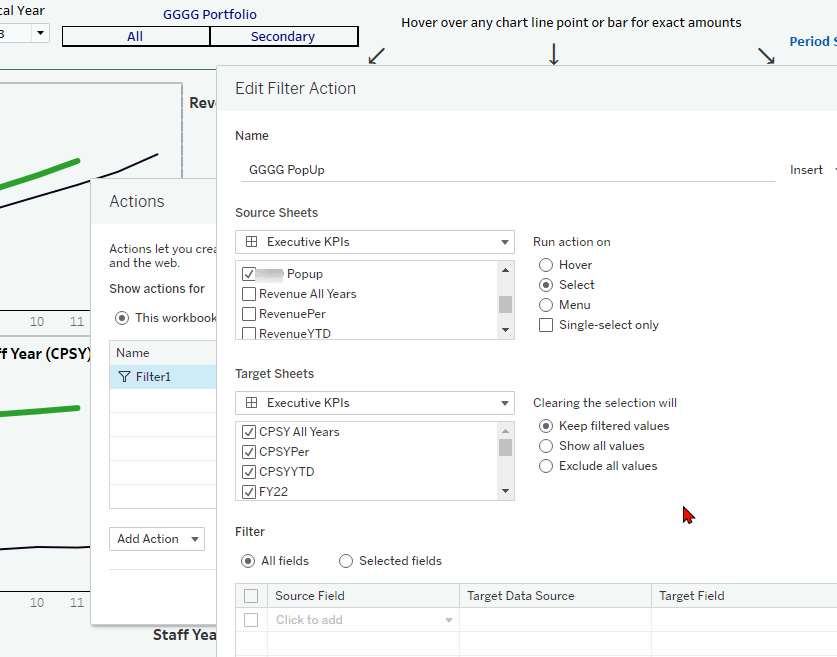 cal Year
GGGG Portfolio
Hover over any chart line point or bar for exact amounts
All
Secondary
Period S
Rev
Edit Filter Action
Name
GGGG PopUp
Insert
Actions
Actions let you crea
and the web.
Show actions for
This workbook
Name
Filter1
Add Action
Source Sheets
Executive KPIs
Popup
Revenue All Years
RevenuePer
RevenueYTD
Run action on
Hover
Select
Menu
Single-select only
10 11
ff Year (CPSY)
Target Sheets
Executive KPIs
CPSY All Years
CPSYPer
CPSYYTD
FY22
Clearing the selection will
Keep filtered values
Show all values
Exclude all values
Filter
All fields
Selected fields
Source Field
Target Data Source
Target Field
Click to add
10 11
Staff Yea